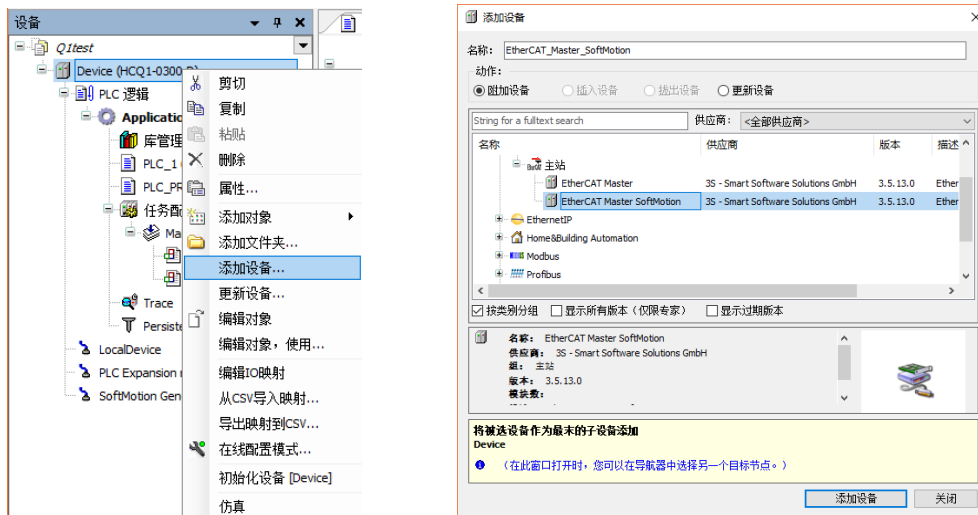 设备
Q1test
Device (HCQ1-0300-D)
PLC 逻辑
Applicatio
库管理
PLC_1
PLC_PR
任务配
Ma
Trace
Persiste
LocalDevice
PLC Expansion
SoftMotion Gen
剪切
复制
粘贴
删除
属性...
添加对象
添加文件夹...
添加设备...
更新设备...
编辑对象
编辑对象，使用...
编辑IO映射
从CSV导入映射...
导出映射到CSV...
在线配置模式...
初始化设备 [Device]
仿真
添加设备
名称： EtherCAT_Master_SoftMotion
动作：
附加设备 插入设备 拔出设备 更新设备
String for a fulltext search 供应商： <全部供应商>
名称 供应商 版本 描述
主站
EtherCAT Master 3S - Smart Software Solutions GmbH 3.5.13.0 Ether
EtherCAT Master SoftMotion 3S - Smart Software Solutions GmbH 3.5.13.0 Ether
EthernetIP
Home&Building Automation
Modbus
Profibus
按类别分组 显示所有版本（仅限专家） 显示过期版本
名称： EtherCAT Master SoftMotion
供应商： 3S - Smart Software Solutions GmbH
组： 主站
版本： 3.5.13.0
模块数：
将被选设备作为最末的子设备添加
Device
（在此窗口打开时，您可以在导航器中选择另一个目标节点。）
添加设备 关闭